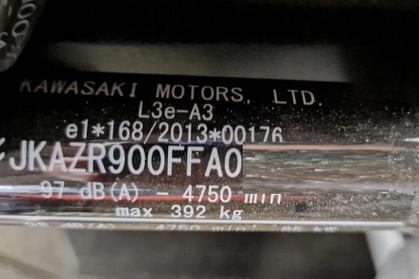 KAWASAKI MOTORS, LTD.
L3e-A3
e1*168/2013*00176
JKAZR900FFA0
97 dB(A) - 4750 min
max 392 kg